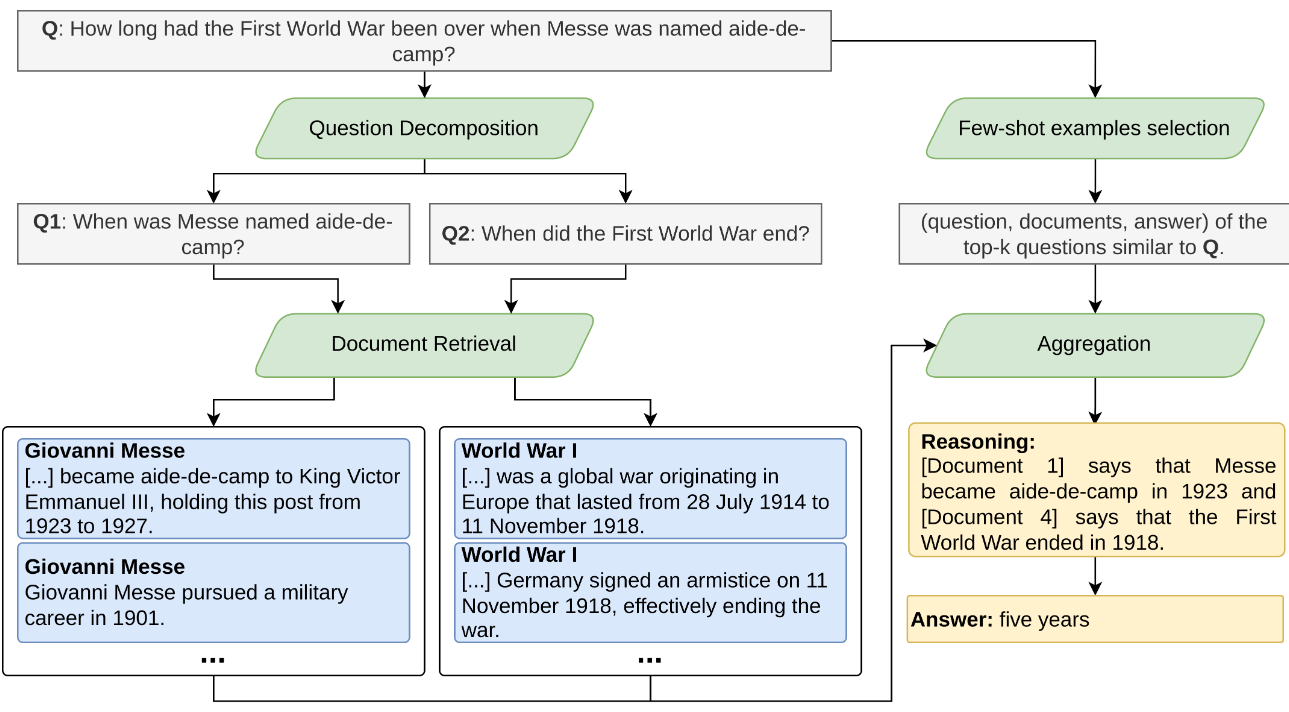 Q: How long had the First World War been over when Messe was named aide-de-
camp?
Question Decomposition
Few-shot examples selection
Q1: When was Messe named aide-de-
camp?
Q2: When did the First World War end?
(question, documents, answer) of the
top-k questions similar to Q.
Document Retrieval
Aggregation
Giovanni Messe
[...] became aide-de-camp to King Victor
Emmanuel III, holding this post from
1923 to 1927.
Giovanni Messe
Giovanni Messe pursued a military
career in 1901.
...
World War I
[...] was a global war originating in
Europe that lasted from 28 July 1914 to
11 November 1918.
World War I
[...] Germany signed an armistice on 11
November 1918, effectively ending the
war.
...
Reasoning:
[Document 1] says that Messe
became aide-de-camp in 1923 and
[Document 4] says that the First
World War ended in 1918.
Answer: five years